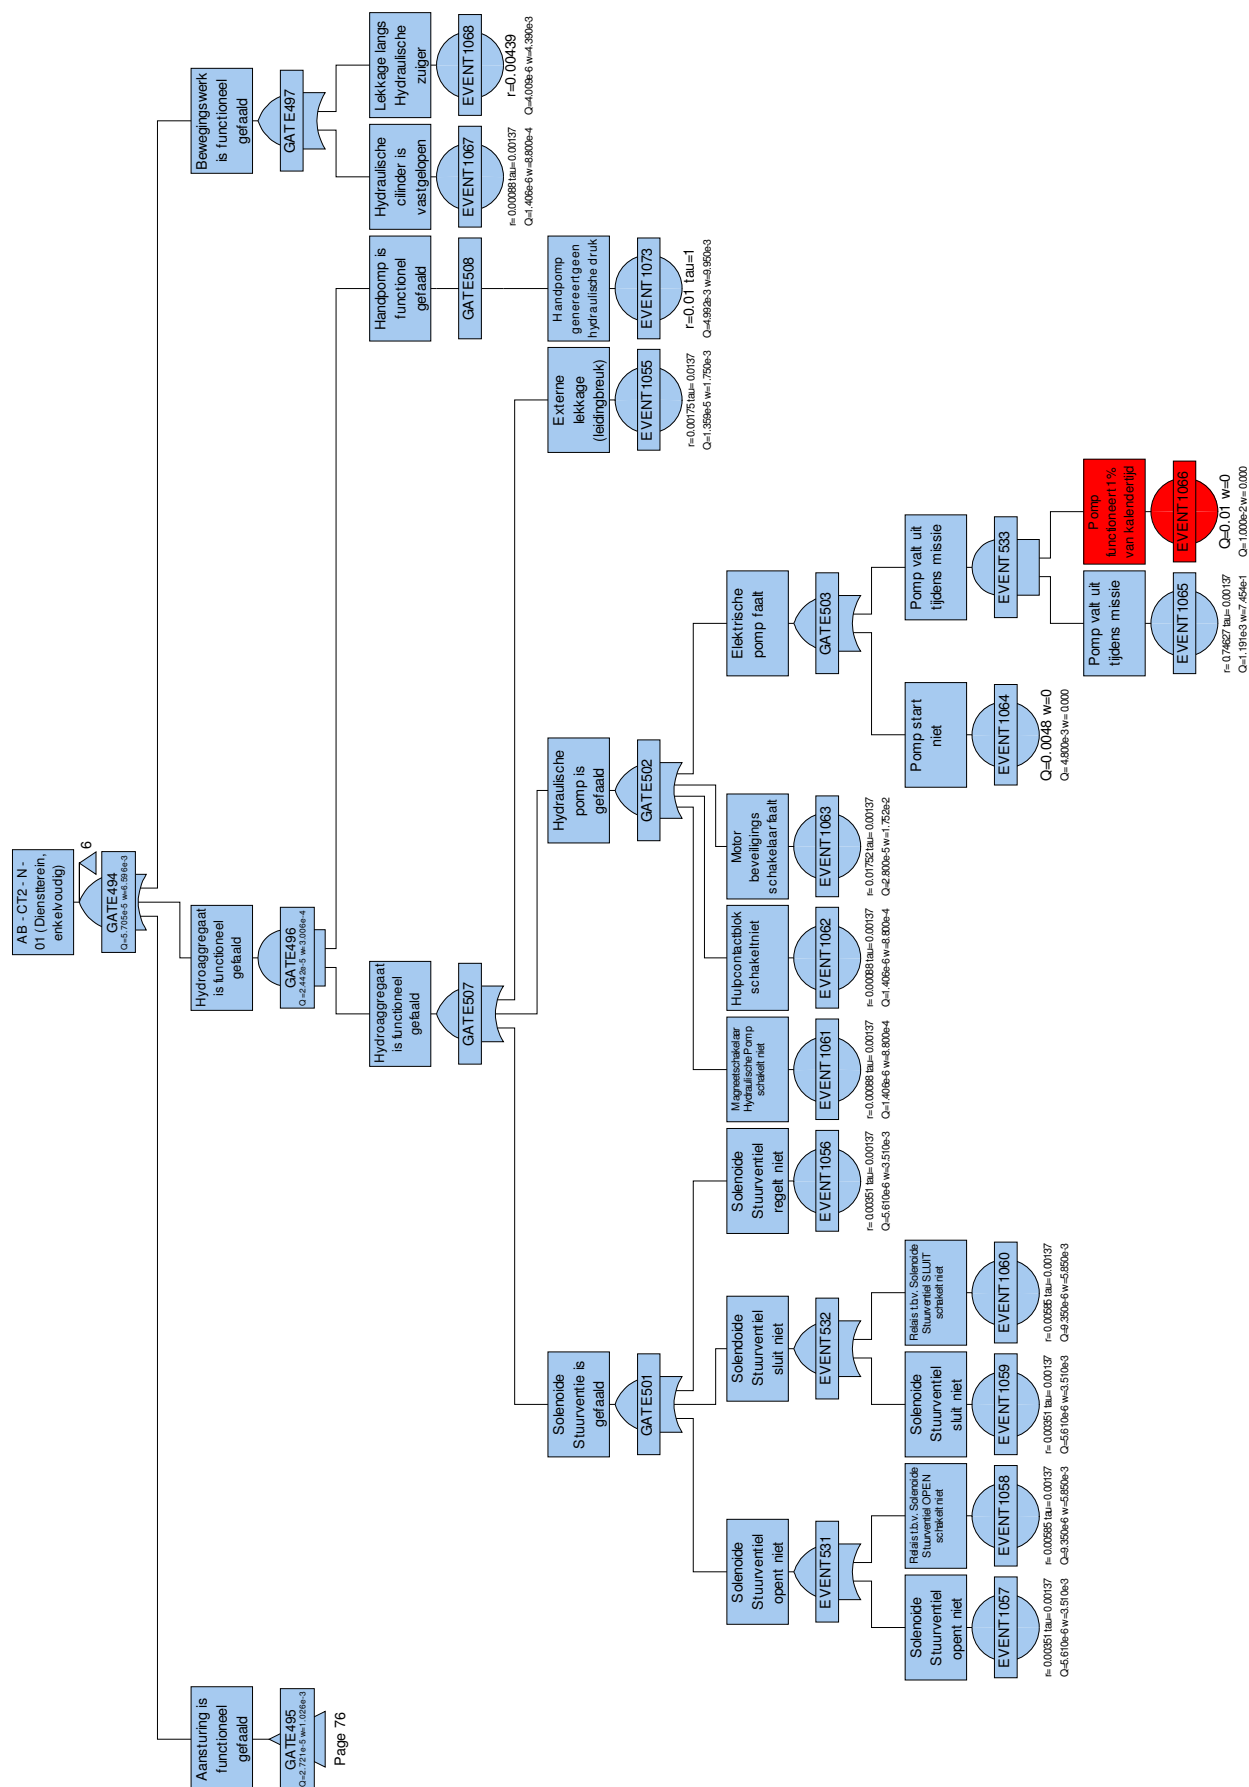 AB - CT2 - N -
01 (Dienstterein,
enkelvoudig)
6
GATE494
Q=5.705e-5 w=6.596e-3
Aansturing is
functioneel
gefaald
GATE495
Q=2.721e-5 w=1.026e-3
Page 76
Hydroaggregaat
is functioneel
gefaald
GATE496
Q=2.442e-5 w=3.006e-4
Bewegingswerk
is functioneel
gefaald
GATE497
Hydroaggregaat
is functioneel
gefaald
GATE507
Handpomp is
functionel
gefaald
GATE508
Hydraulische
cilinder is
vastgelopen
EVENT1067
r=0.00088 tau=0.00137
Q=1.406e-6 w=8.800e-4
Lekkage langs
Hydraulische
zuiger
EVENT1068
r=0.00439
Q=4.009e-6 w=4.390e-3
Solenoide
Stuurventie is
gefaald
GATE501
Hydraulische
pomp is
gefaald
GATE502
Externe
lekkage
(leidingbreuk)
EVENT1055
r=0.00175 tau=0.0137
Q=1.359e-5 w=1.750e-3
Handpomp
genereert geen
hydraulische druk
EVENT1073
r=0.01 tau=1
Q=4.992e-3 w=9.950e-3
Solenoide
Stuurventiel
opent niet
EVENT531
Solendoide
Stuurventiel
sluit niet
EVENT532
Solenoide
Stuurventiel
regelt niet
EVENT1056
r=0.00351 tau=0.00137
Q=5.610e-6 w=3.510e-3
Magneetschakelaar
Hydraulische Pomp
schakelt niet
EVENT1061
r=0.00088 tau=0.00137
Q=1.406e-6 w=8.800e-4
Hulpcontactblok
schakelt niet
EVENT1062
r=0.00088 tau=0.00137
Q=1.406e-6 w=8.800e-4
Motor
beveiligings
schakelaar faalt
EVENT1063
r=0.01752 tau=0.00137
Q=2.800e-5 w=1.752e-2
Elektrische
pomp faalt
GATE503
Solenoide
Stuurventiel
opent niet
EVENT1057
r=0.00351 tau=0.00137
Q=5.610e-6 w=3.510e-3
Relais t.b.v. Solenoide
Stuurventiel OPEN
schakelt niet
EVENT1058
r=0.00585 tau=0.00137
Q=9.350e-6 w=5.850e-3
Solenoide
Stuurventiel
sluit niet
EVENT1059
r=0.00351 tau=0.00137
Q=5.610e-6 w=3.510e-3
Relais t.b.v. Solenoide
Stuurventiel SLUIT
schakelt niet
EVENT1060
r=0.00585 tau=0.00137
Q=9.350e-6 w=5.850e-3
Pomp start
niet
EVENT1064
Q=0.0048 w=0
Q=4.800e-3 w=0.000
Pomp valt uit
tijdens missie
EVENT533
Pomp valt uit
tijdens missie
EVENT1065
r=0.74627 tau=0.00137
Q=1.191e-3 w=7.454e-1
Pomp
functioneert 1%
van kalendertijd
EVENT1066
Q=0.01 w=0
Q=1.000e-2 w=0.000